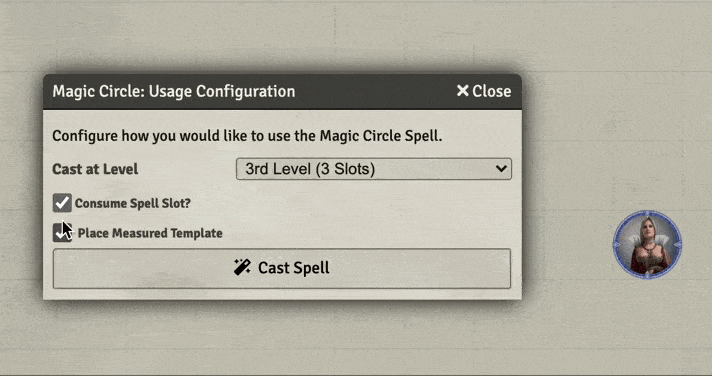 Magic Circle: Usage Configuration
Close
Configure how you would like to use the Magic Circle Spell.
Cast at Level
3rd Level (3 Slots)
Consume Spell Slot?
Place Measured Template
Cast Spell